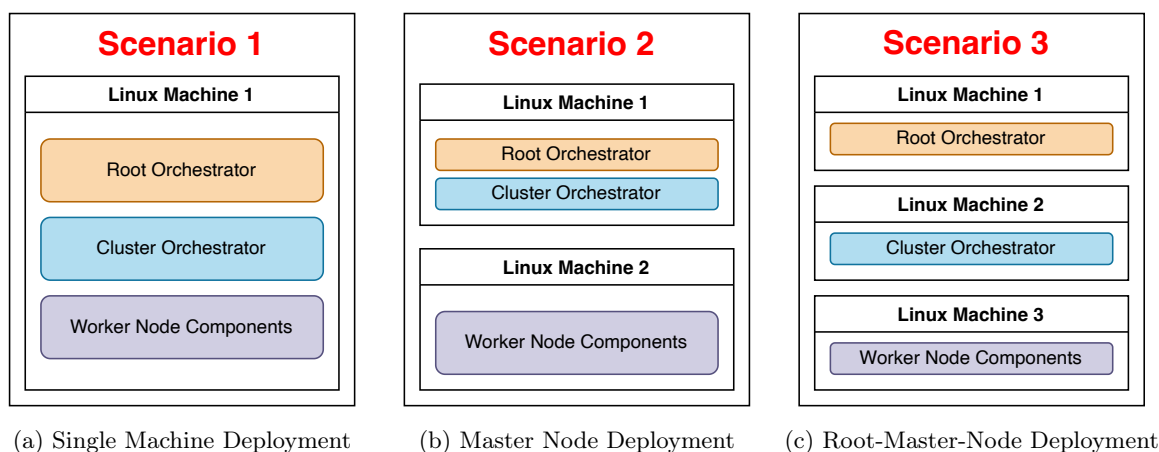 Scenario 1
Linux Machine 1
Root Orchestrator
Cluster Orchestrator
Worker Node Components
(a) Single Machine Deployment
Scenario 2
Linux Machine 1
Root Orchestrator
Cluster Orchestrator
Linux Machine 2
Worker Node Components
(b) Master Node Deployment
Scenario 3
Linux Machine 1
Root Orchestrator
Linux Machine 2
Cluster Orchestrator
Linux Machine 3
Worker Node Components
(c) Root-Master-Node Deployment